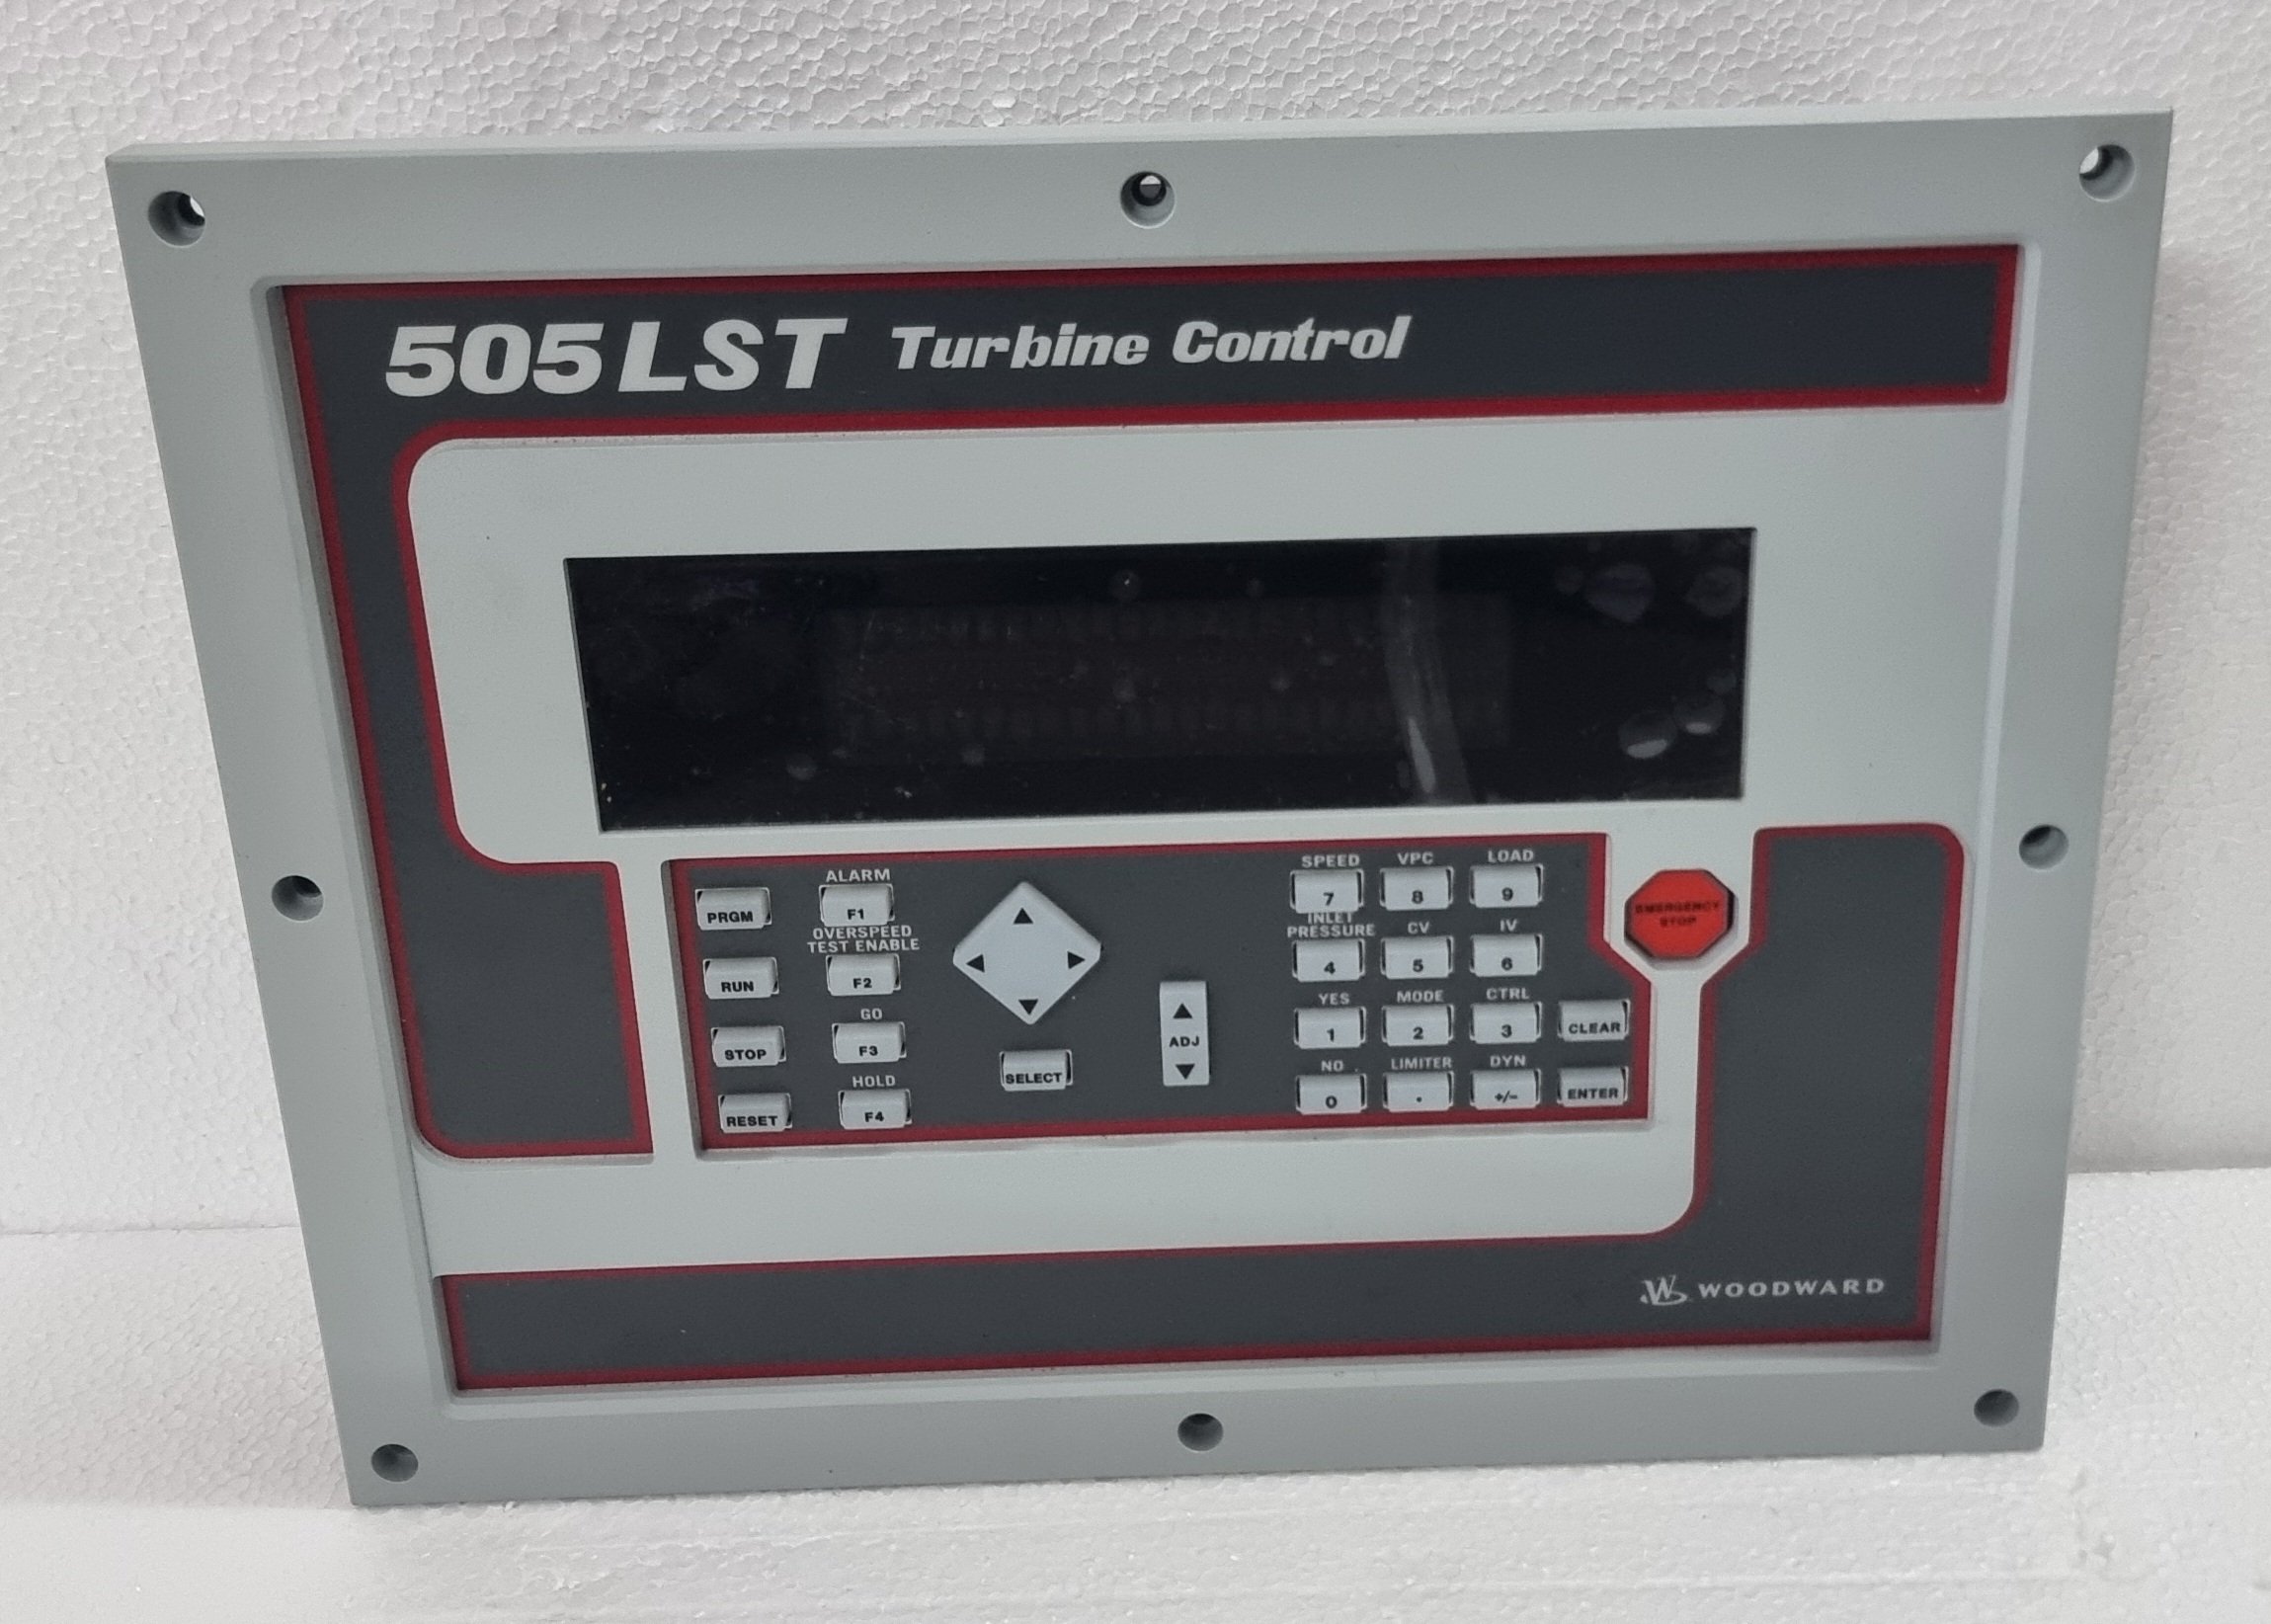 505LST Turbine Control
PRGM
ALARM
F1
RUN
OVERSPEED
TEST ENABLE
F2
STOP
GO
F3
RESET
HOLD
F4
SELECT
ADJ
SPEED VPC LOAD
7 8 9
INLET
PRESSURE CV IV
4 5 6
YES MODE CTRL
1 2 3 CLEAR
NO LIMITER DYN
0 . +/- ENTER
EMERGENCY
STOP
W WOODWARD